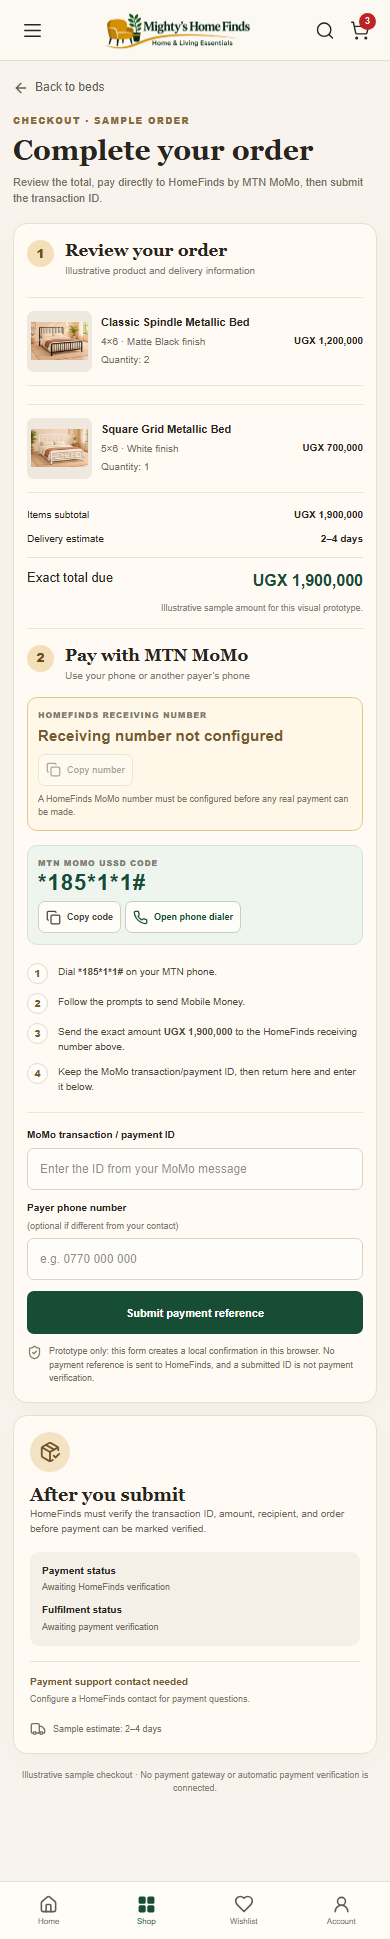 Mighty's Home Finds
Home & Living Essentials
3
Back to beds
CHECKOUT · SAMPLE ORDER
Complete your order
Review the total, pay directly to HomeFinds by MTN MoMo, then submit
the transaction ID.
1
Review your order
Illustrative product and delivery information
Classic Spindle Metallic Bed
4×6 · Matte Black finish
UGX 1,200,000
Quantity: 2
Square Grid Metallic Bed
5×6 · White finish
UGX 700,000
Quantity: 1
Items subtotal UGX 1,900,000
Delivery estimate 2–4 days
Exact total due UGX 1,900,000
Illustrative sample amount for this visual prototype.
2
Pay with MTN MoMo
Use your phone or another payer's phone
HOMEFINDS RECEIVING NUMBER
Receiving number not configured
Copy number
A HomeFinds MoMo number must be configured before any real payment can
be made.
MTN MOMO USSD CODE
*185*1*1#
Copy code Open phone dialer
1 Dial *185*1*1# on your MTN phone.
2 Follow the prompts to send Mobile Money.
3 Send the exact amount UGX 1,900,000 to the HomeFinds receiving
number above.
4 Keep the MoMo transaction/payment ID, then return here and enter
it below.
MoMo transaction / payment ID
Enter the ID from your MoMo message
Payer phone number
(optional if different from your contact)
e.g. 0770 000 000
Submit payment reference
Prototype only: this form creates a local confirmation in this browser. No
payment reference is sent to HomeFinds, and a submitted ID is not payment
verification.
After you submit
HomeFinds must verify the transaction ID, amount, recipient, and order
before payment can be marked verified.
Payment status
Awaiting HomeFinds verification
Fulfilment status
Awaiting payment verification
Payment support contact needed
Configure a HomeFinds contact for payment questions.
Sample estimate: 2–4 days
Illustrative sample checkout · No payment gateway or automatic payment verification is
connected.
Home Shop Wishlist Account